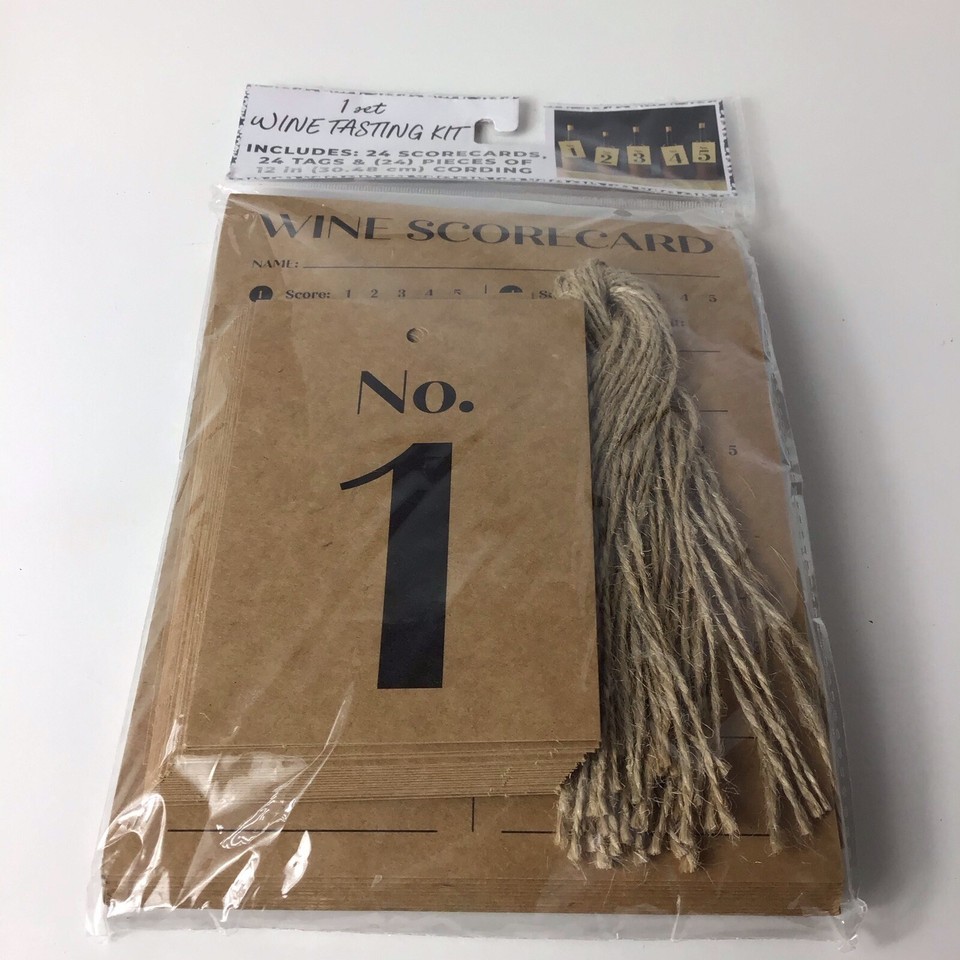 1 set
WINE TASTING KIT
INCLUDES: 24 SCORECARDS,
24 TAGS & (24) PIECES OF
12 in (30.48 cm) CORDING
1 2 3 4 5
WINE SCORECARD
NAME:
1 Score: 1 2 3 4 5 4 5
5
No.
1